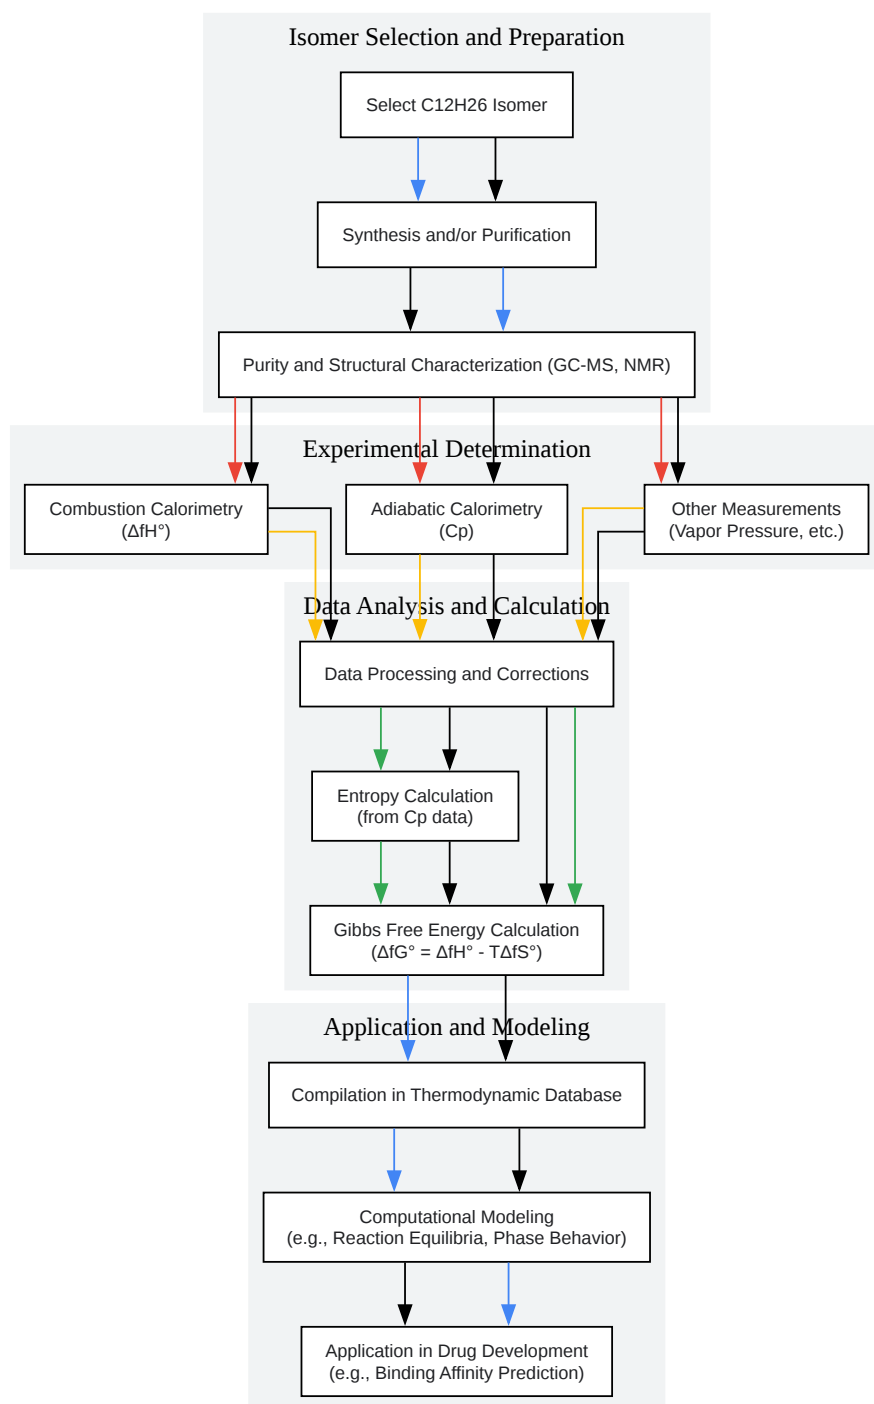 Isomer Selection and Preparation
Select C12H26 Isomer
Synthesis and/or Purification
Purity and Structural Characterization (GC-MS, NMR)
Experimental Determination
Combustion Calorimetry
(ΔfH°)
Adiabatic Calorimetry
(Cp)
Other Measurements
(Vapor Pressure, etc.)
Data Analysis and Calculation
Data Processing and Corrections
Entropy Calculation
(from Cp data)
Gibbs Free Energy Calculation
(ΔfG° = ΔfH° - TΔfS°)
Application and Modeling
Compilation in Thermodynamic Database
Computational Modeling
(e.g., Reaction Equilibria, Phase Behavior)
Application in Drug Development
(e.g., Binding Affinity Prediction)